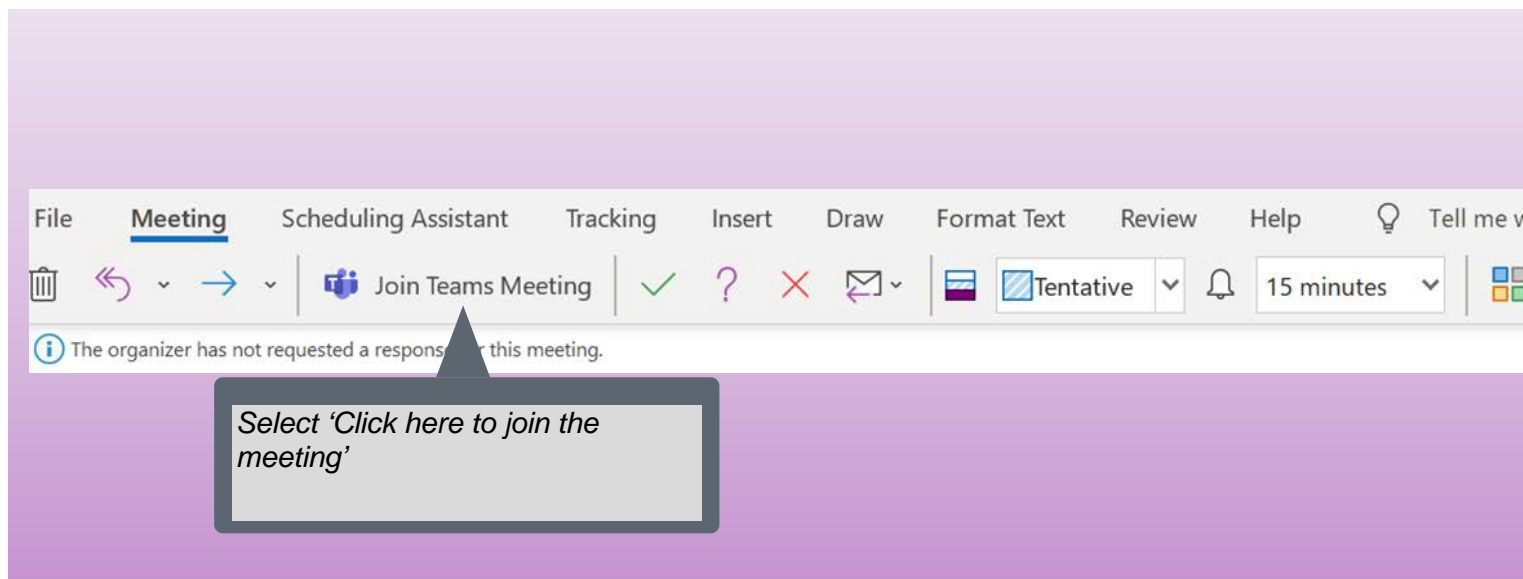 File Meeting Scheduling Assistant Tracking Insert Draw Format Text Review Help Tell me w
Join Teams Meeting Tentative 15 minutes
The organizer has not requested a response this meeting.
Select ‘Click here to join the
meeting’